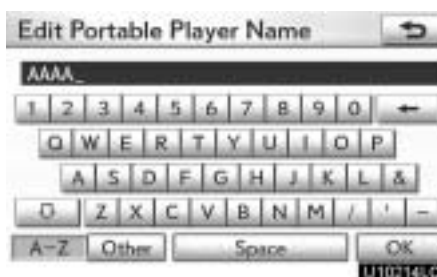 Edit Portable Player Name
AAAA_
1 2 3 4 5 6 7 8 9 0 ←
Q W E R T Y U I O P
A S D F G H J K L &
Z X C V B N M / ' -
A-Z Other Space OK